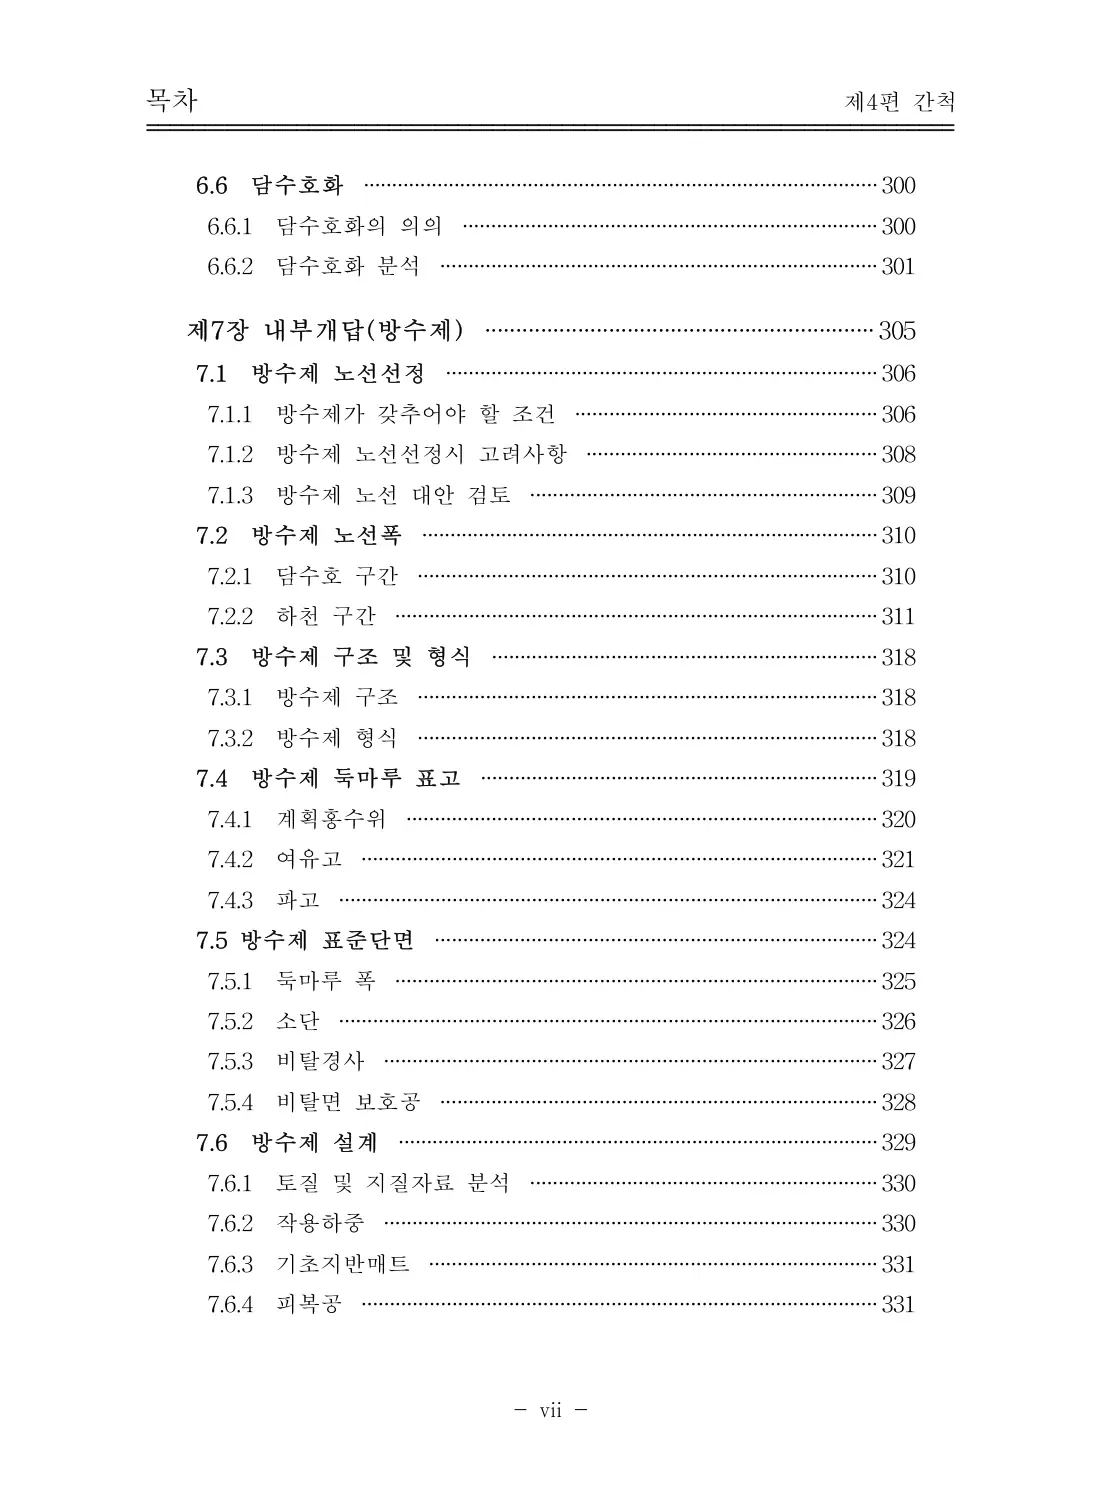 목차 제4편 간척
6.6 담수호화 ⋯⋯⋯⋯⋯⋯⋯⋯⋯⋯ 300
6.6.1 담수호화의 의의 ⋯⋯⋯⋯⋯⋯⋯⋯⋯⋯ 300
6.6.2 담수호화 분석 ⋯⋯⋯⋯⋯⋯⋯⋯⋯⋯ 301
제7장 내부개답(방수제) ⋯⋯⋯⋯⋯⋯⋯⋯⋯⋯ 305
7.1 방수제 노선선정 ⋯⋯⋯⋯⋯⋯⋯⋯⋯⋯ 306
7.1.1 방수제가 갖추어야 할 조건 ⋯⋯⋯⋯⋯⋯⋯⋯⋯⋯ 306
7.1.2 방수제 노선선정시 고려사항 ⋯⋯⋯⋯⋯⋯⋯⋯⋯⋯ 308
7.1.3 방수제 노선 대안 검토 ⋯⋯⋯⋯⋯⋯⋯⋯⋯⋯ 309
7.2 방수제 노선폭 ⋯⋯⋯⋯⋯⋯⋯⋯⋯⋯ 310
7.2.1 담수호 구간 ⋯⋯⋯⋯⋯⋯⋯⋯⋯⋯ 310
7.2.2 하천 구간 ⋯⋯⋯⋯⋯⋯⋯⋯⋯⋯ 311
7.3 방수제 구조 및 형식 ⋯⋯⋯⋯⋯⋯⋯⋯⋯⋯ 318
7.3.1 방수제 구조 ⋯⋯⋯⋯⋯⋯⋯⋯⋯⋯ 318
7.3.2 방수제 형식 ⋯⋯⋯⋯⋯⋯⋯⋯⋯⋯ 318
7.4 방수제 둑마루 표고 ⋯⋯⋯⋯⋯⋯⋯⋯⋯⋯ 319
7.4.1 계획홍수위 ⋯⋯⋯⋯⋯⋯⋯⋯⋯⋯ 320
7.4.2 여유고 ⋯⋯⋯⋯⋯⋯⋯⋯⋯⋯ 321
7.4.3 파고 ⋯⋯⋯⋯⋯⋯⋯⋯⋯⋯ 324
7.5 방수제 표준단면 ⋯⋯⋯⋯⋯⋯⋯⋯⋯⋯ 324
7.5.1 둑마루 폭 ⋯⋯⋯⋯⋯⋯⋯⋯⋯⋯ 325
7.5.2 소단 ⋯⋯⋯⋯⋯⋯⋯⋯⋯⋯ 326
7.5.3 비탈경사 ⋯⋯⋯⋯⋯⋯⋯⋯⋯⋯ 327
7.5.4 비탈면 보호공 ⋯⋯⋯⋯⋯⋯⋯⋯⋯⋯ 328
7.6 방수제 설계 ⋯⋯⋯⋯⋯⋯⋯⋯⋯⋯ 329
7.6.1 토질 및 지질자료 분석 ⋯⋯⋯⋯⋯⋯⋯⋯⋯⋯ 330
7.6.2 작용하중 ⋯⋯⋯⋯⋯⋯⋯⋯⋯⋯ 330
7.6.3 기초지반매트 ⋯⋯⋯⋯⋯⋯⋯⋯⋯⋯ 331
7.6.4 피복공 ⋯⋯⋯⋯⋯⋯⋯⋯⋯⋯ 331
- vii -